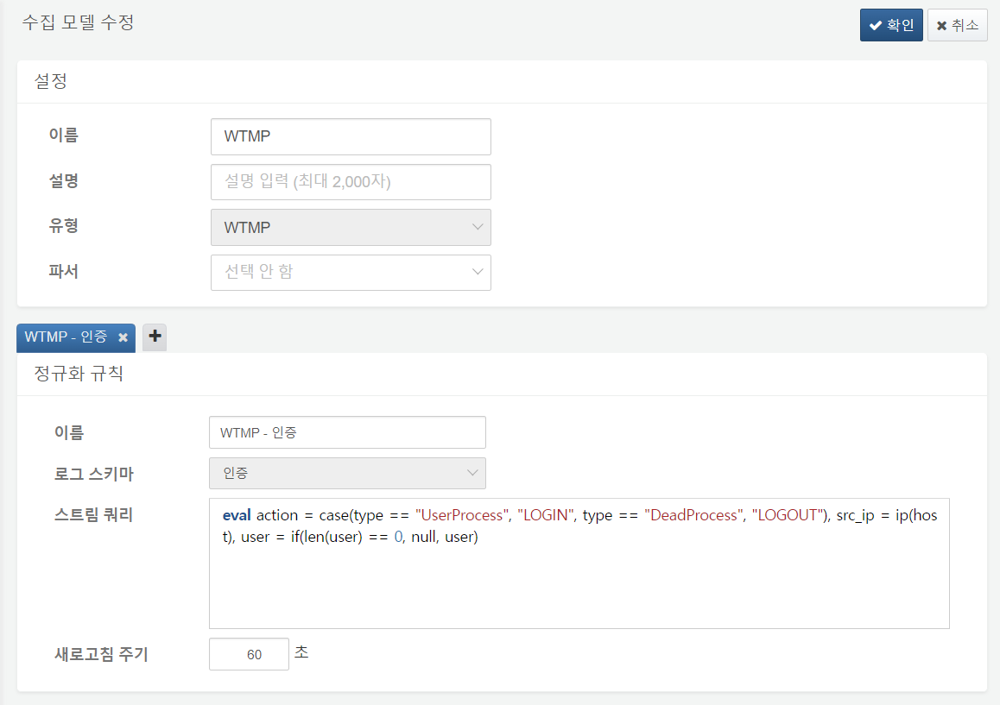 수집 모델 수정
확인
취소
설정
이름
WTMP
설명
설명 입력 (최대 2,000자)
유형
WTMP
파서
선택 안 함
WTMP - 인증
정규화 규칙
이름
WTMP - 인증
로그 스키마
인증
스트림 쿼리
eval action = case(type == "UserProcess", "LOGIN", type == "DeadProcess", "LOGOUT"), src_ip = ip(hos
t), user = if(len(user) == 0, null, user)
새로고침 주기
60 초